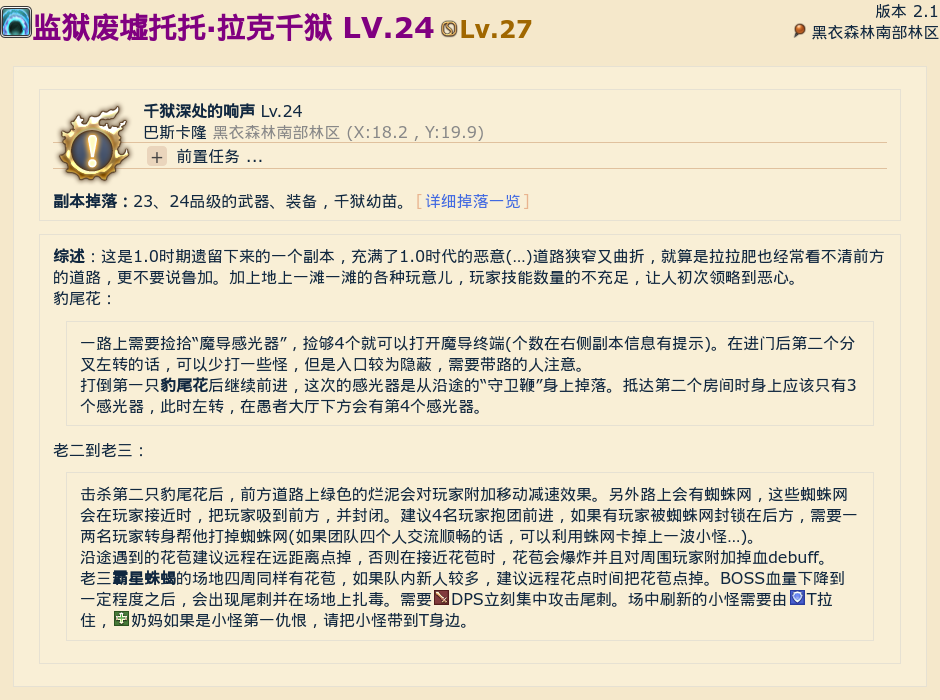 监狱废墟托托·拉克千狱 LV.24 Lv.27
版本 2.1
黑衣森林南部林区
千狱深处的响声 Lv.24
巴斯卡隆 黑衣森林南部林区 (X:18.2 , Y:19.9)
+ 前置任务 ...
副本掉落：23、24品级的武器、装备，千狱幼苗。［详细掉落一览］
综述：这是1.0时期遗留下来的一个副本，充满了1.0时代的恶意(...)道路狭窄又曲折，就算是拉拉肥也经常看不清前方
的道路，更不要说鲁加。加上地上一滩一滩的各种玩意儿，玩家技能数量的不充足，让人初次领略到恶心。
豹尾花：
一路上需要捡拾“魔导感光器”，捡够4个就可以打开魔导终端(个数在右侧副本信息有提示)。在进门后第二个分
叉左转的话，可以少打一些怪，但是入口较为隐蔽，需要带路的人注意。
打倒第一只豹尾花后继续前进，这次的感光器是从沿途的“守卫鞭”身上掉落。抵达第二个房间时身上应该只有3
个感光器，此时左转，在愚者大厅下方会有第4个感光器。
老二到老三：
击杀第二只豹尾花后，前方道路上绿色的烂泥会对玩家附加移动减速效果。另外路上会有蜘蛛网，这些蜘蛛网
会在玩家接近时，把玩家吸到前方，并封闭。建议4名玩家抱团前进，如果有玩家被蜘蛛网封锁在后方，需要一
两名玩家转身帮他打掉蜘蛛网(如果团队四个人交流顺畅的话，可以利用蛛网卡掉上一波小怪...)。
沿途遇到的花苞建议远程在远距离点掉，否则在接近花苞时，花苞会爆炸并且对周围玩家附加掉血debuff。
老三霸星蛛蝎的场地四周同样有花苞，如果队内新人较多，建议远程花点时间把花苞点掉。BOSS血量下降到
一定程度之后，会出现尾刺并在场地上扎毒。需要DPS立刻集中攻击尾刺。场中刷新的小怪需要由T拉
住，奶妈如果是小怪第一仇恨，请把小怪带到T身边。